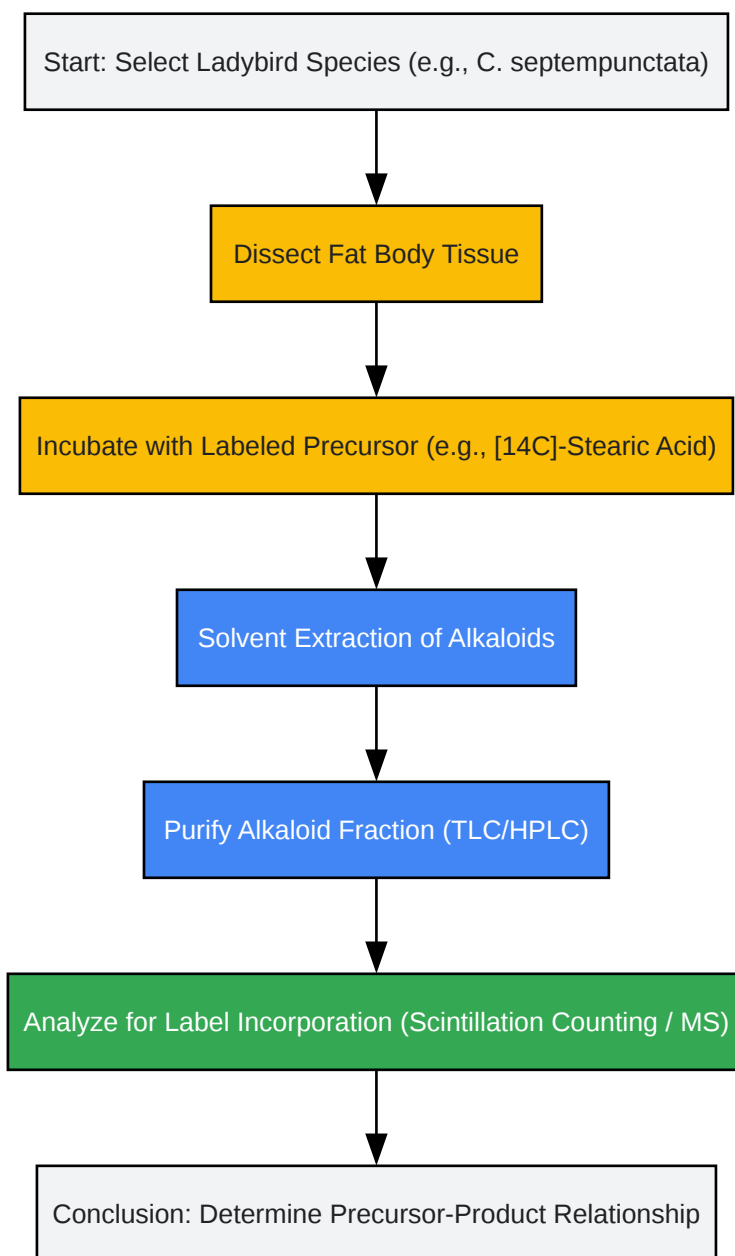 Start: Select Ladybird Species (e.g., C. septempunctata)
Dissect Fat Body Tissue
Incubate with Labeled Precursor (e.g., [14C]-Stearic Acid)
Solvent Extraction of Alkaloids
Purify Alkaloid Fraction (TLC/HPLC)
Analyze for Label Incorporation (Scintillation Counting / MS)
Conclusion: Determine Precursor-Product Relationship